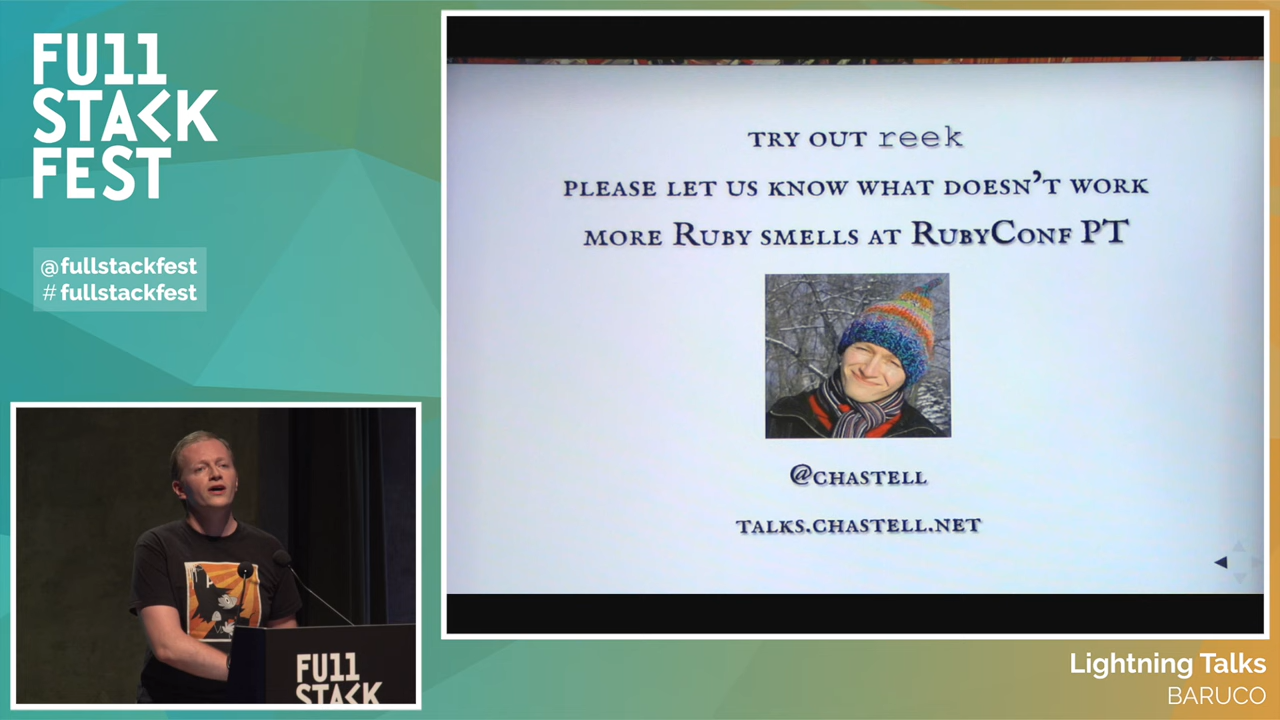 FU11
STACK
FEST
@fullstackfest
# fullstackfest
TRY OUT reek
PLEASE LET US KNOW WHAT DOESN'T WORK
MORE RUBY SMELLS AT RUBYCONF PT
@CHASTELL
TALKS.CHASTELL.NET
FU11
STACK
Lightning Talks
BARUCO